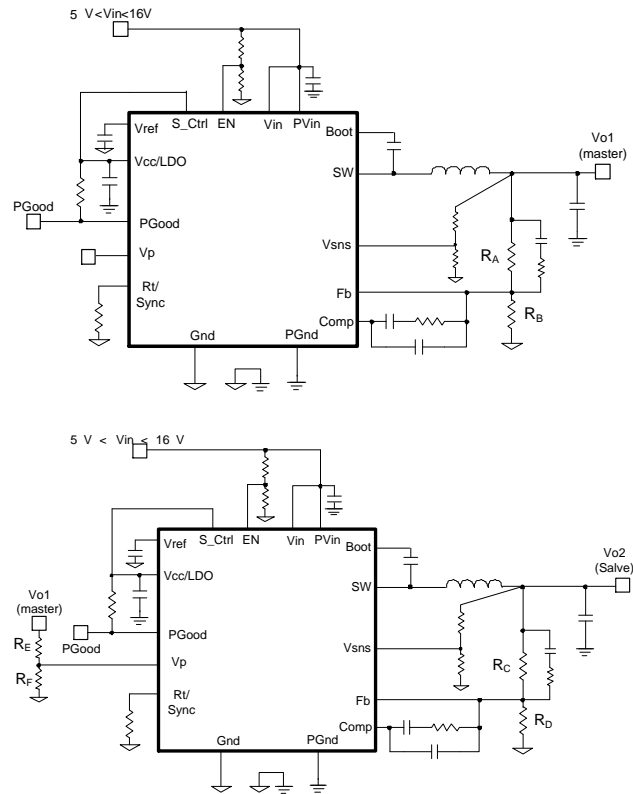 5 V<Vin<16V
S_Ctrl EN Vin PVin
Vref
Boot
Vcc/LDO
SW
Vo1
(master)
PGood
PGood
Vp
Vsns
RA
Rt/
Sync
Fb
Comp
RB
Gnd
PGnd
5 V < Vin < 16 V
S_Ctrl EN Vin PVin
Vref
Boot
Vcc/LDO
SW
Vo2
(Salve)
Vo1
(master)
RE
PGood
PGood
Vp
RF
Vsns
RC
Rt/
Sync
Fb
Comp
RD
Gnd
PGnd